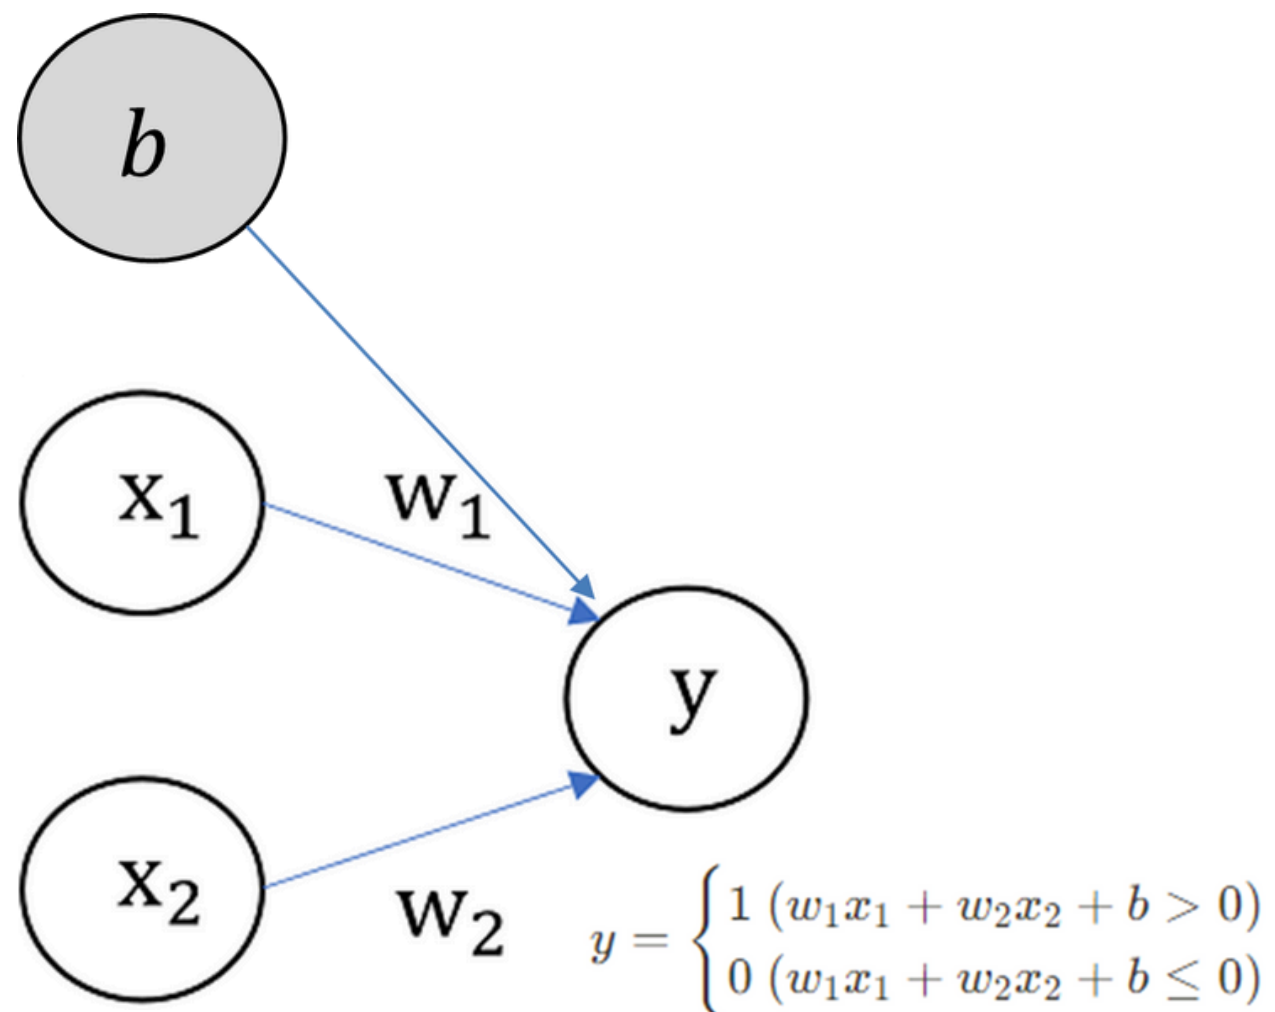 b
x₁
w₁
y
x₂
w₂
y = { 1 (w₁x₁ + w₂x₂ + b > 0)
0 (w₁x₁ + w₂x₂ + b ≤ 0)